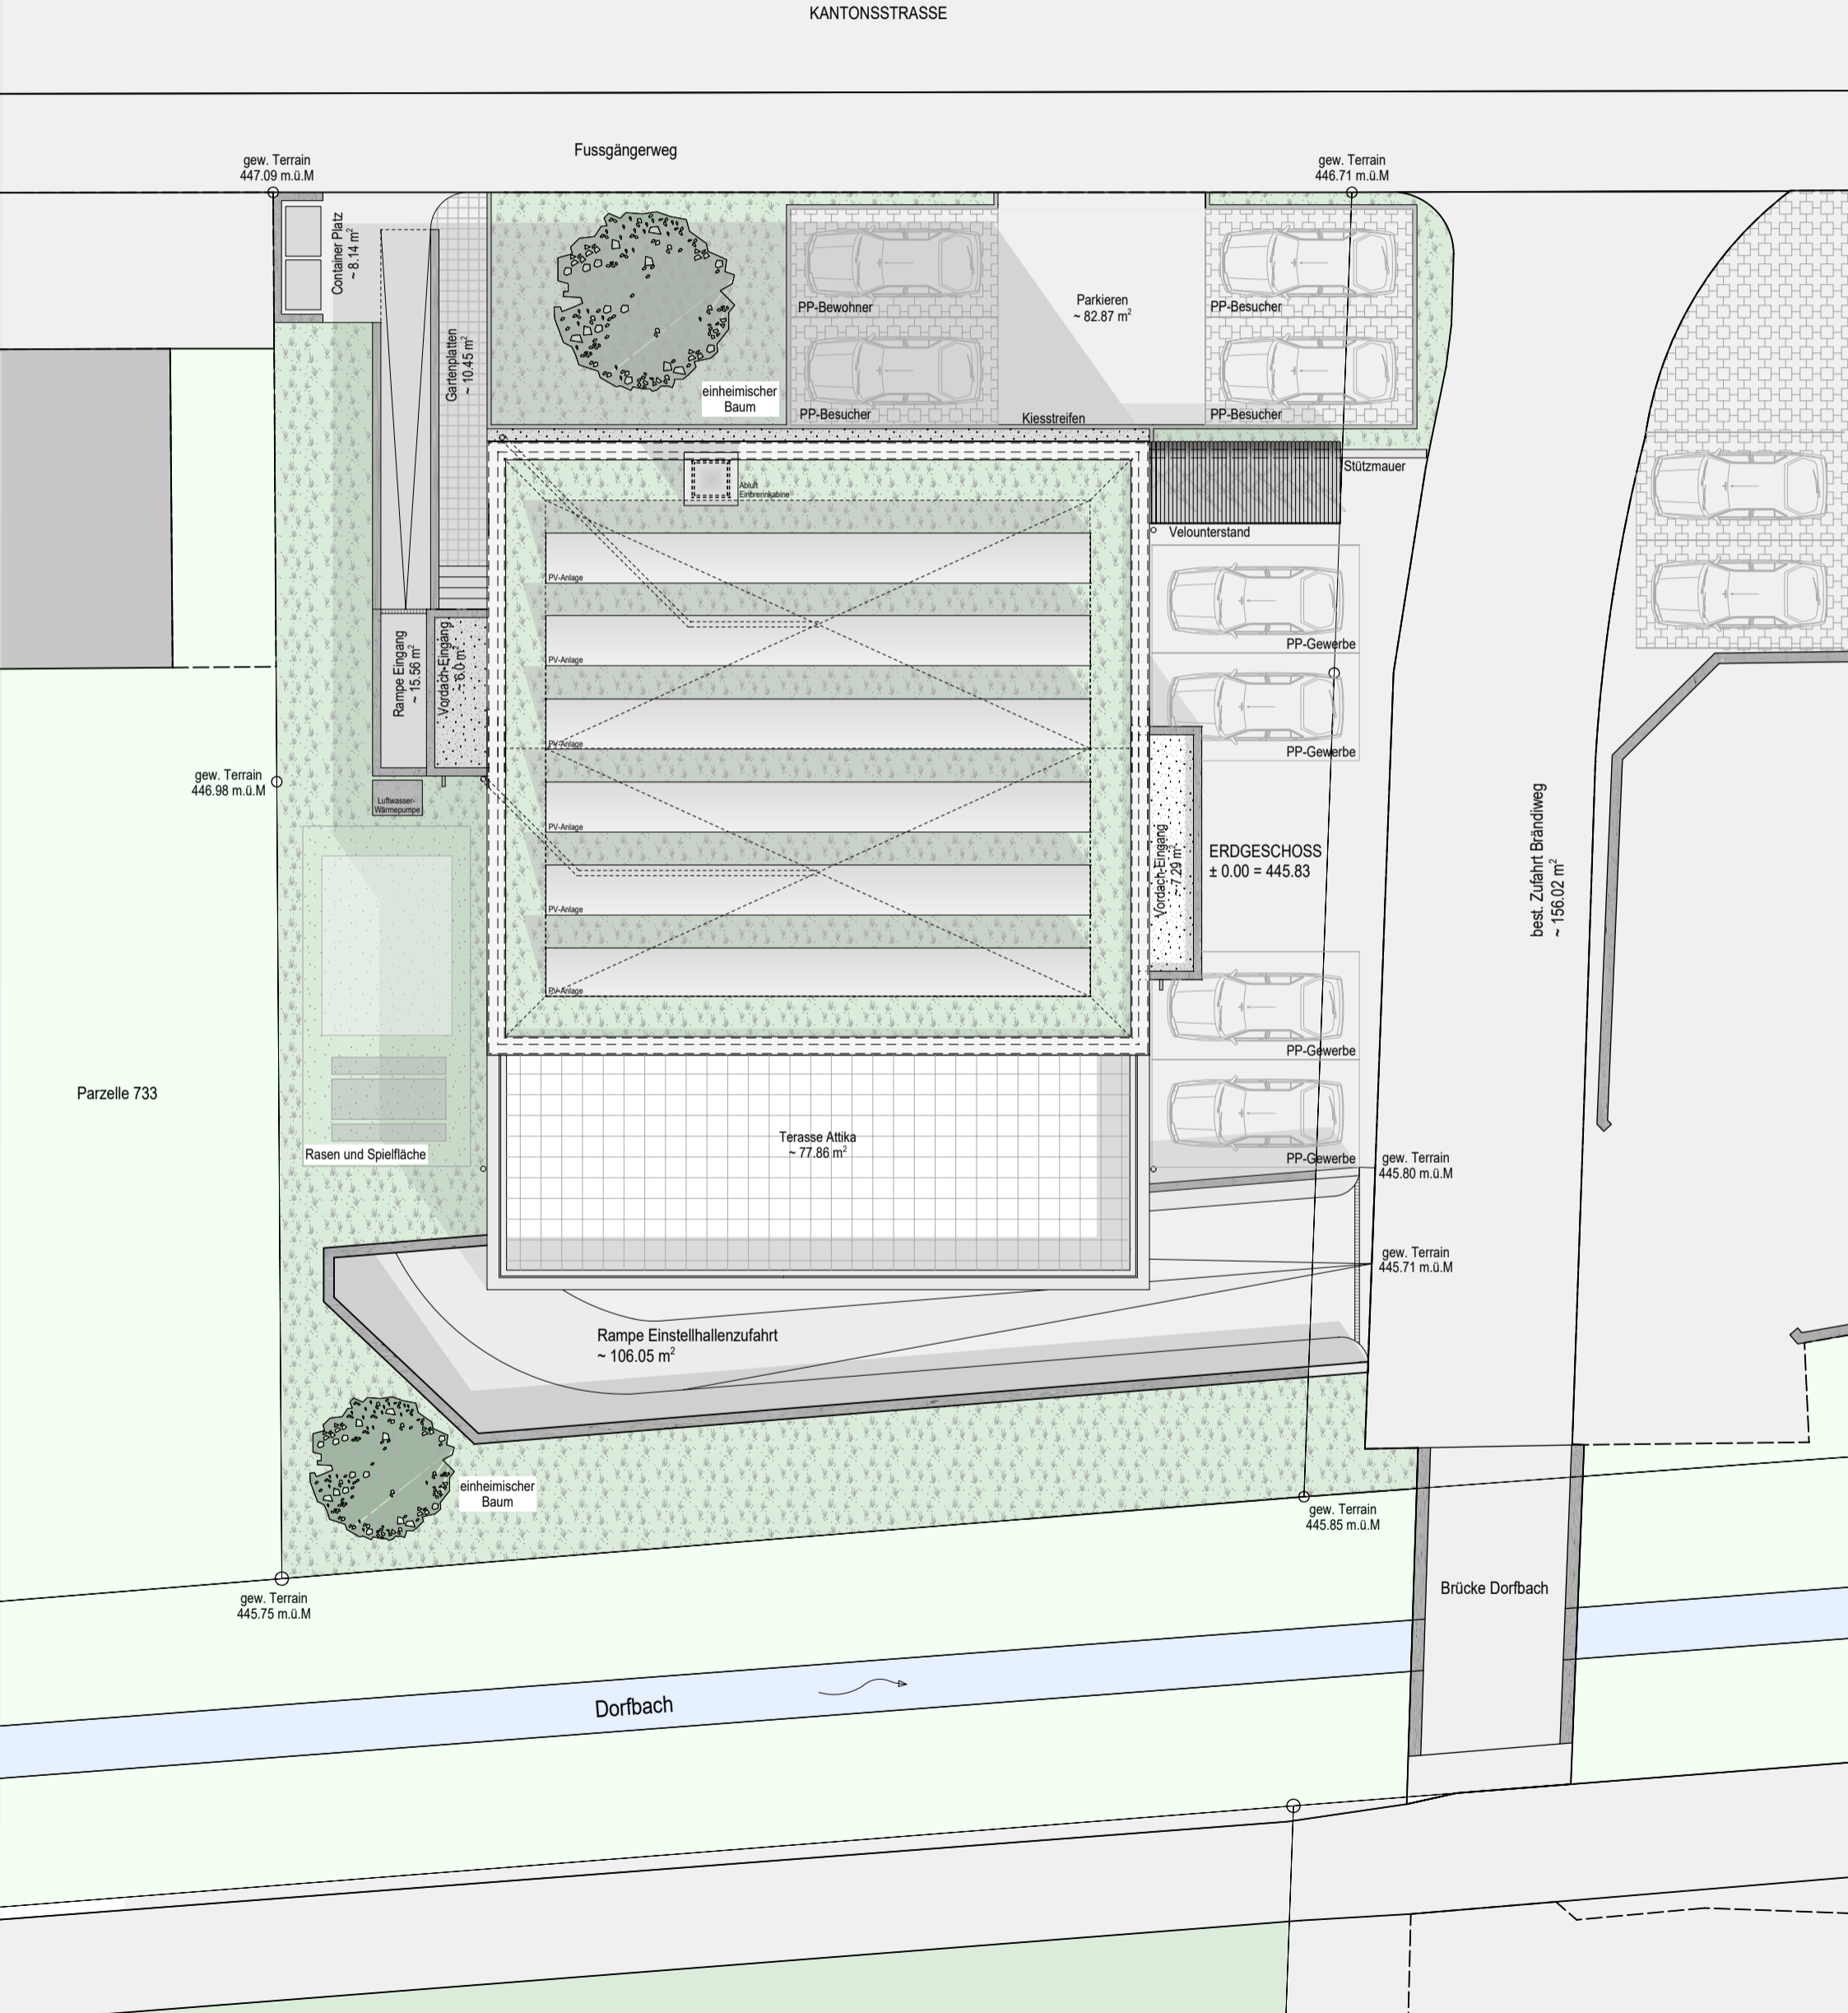 KANTONSSTRASSE
Fussgängerweg
gew. Terrain
447.09 m.ü.M
gew. Terrain
446.71 m.ü.M
Container Platz
~ 8.14 m²
Gartenplatten
~ 10.45 m²
einheimischer
Baum
PP-Bewohner
PP-Besucher
Parkieren
~ 82.87 m²
PP-Besucher
PP-Besucher
Kiesstreifen
Stützmauer
Velounterstand
Abluft
Einbrennkabine
PV-Anlage
PV-Anlage
PV-Anlage
PV-Anlage
PV-Anlage
PV-Anlage
PP-Gewerbe
PP-Gewerbe
Rampe Eingang
~ 15.56 m²
Vordach-Eingang
~ 6.0 m²
gew. Terrain
446.98 m.ü.M
Luftwasser-
Wärmepumpe
Vordach-Eingang
~ 7.29 m²
ERDGESCHOSS
± 0.00 = 445.83
best. Zufahrt Brändiweg
~ 156.02 m²
PP-Gewerbe
PP-Gewerbe
Parzelle 733
Rasen und Spielfläche
Terasse Attika
~ 77.86 m²
gew. Terrain
445.80 m.ü.M
gew. Terrain
445.71 m.ü.M
Rampe Einstellhallenzufahrt
~ 106.05 m²
einheimischer
Baum
gew. Terrain
445.85 m.ü.M
gew. Terrain
445.75 m.ü.M
Brücke Dorfbach
Dorfbach